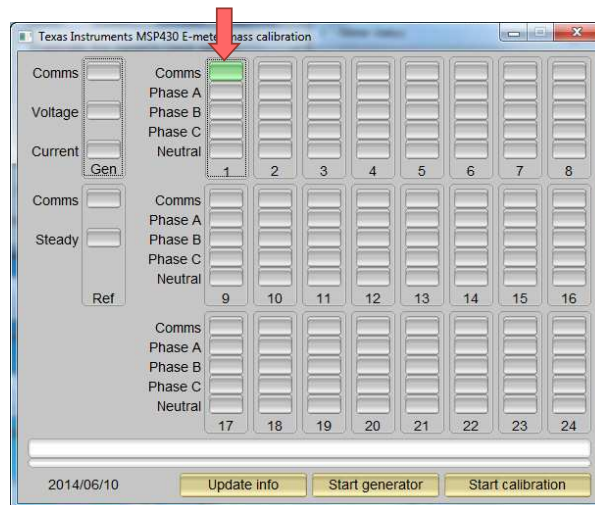 Texas Instruments MSP430 E-meter mass calibration
Comms
Voltage
Current
Gen
Comms
Phase A
Phase B
Phase C
Neutral
1 2 3 4 5 6 7 8
Comms
Steady
Ref
Comms
Phase A
Phase B
Phase C
Neutral
9 10 11 12 13 14 15 16
Comms
Phase A
Phase B
Phase C
Neutral
17 18 19 20 21 22 23 24
2014/06/10 Update info Start generator Start calibration